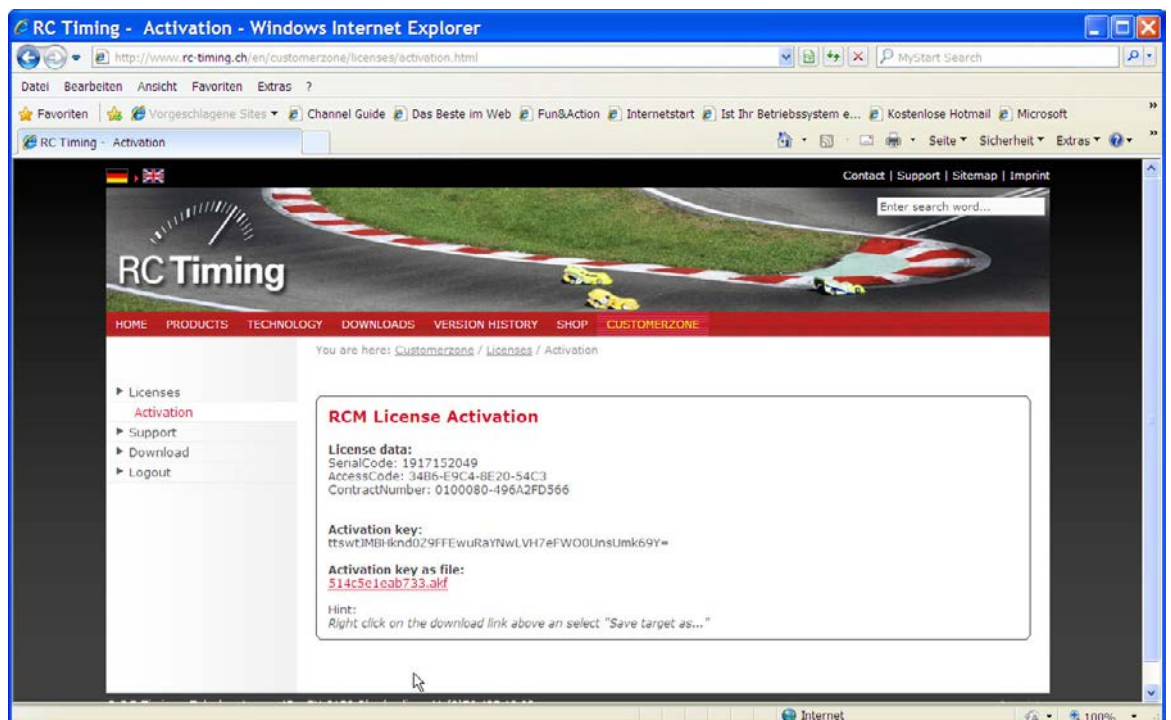 RC Timing - Activation - Windows Internet Explorer
http://www.rc-timing.ch/en/customerzone/licenses/activation.html
MyStart Search
Datei Bearbeiten Ansicht Favoriten Extras ?
Favoriten Vorgeschlagene Sites Channel Guide Das Beste im Web Fun&Action Internetstart Ist Ihr Betriebssystem e... Kostenlose Hotmail Microsoft
RC Timing - Activation
Seite Sicherheit Extras
Contact | Support | Sitemap | Imprint
Enter search word...
RC Timing
HOME PRODUCTS TECHNOLOGY DOWNLOADS VERSION HISTORY SHOP CUSTOMERZONE
You are here: Customerzone / Licenses / Activation
Licenses
Activation
Support
Download
Logout
RCM License Activation
License data:
SerialCode: 1917152049
AccessCode: 34B6-E9C4-8E20-54C3
ContractNumber: 0100080-496A2FD566
Activation key:
Activation key as file:
514c5e1eab733.akf
Hint:
Right click on the download link above an select "Save target as..."
Internet
100%